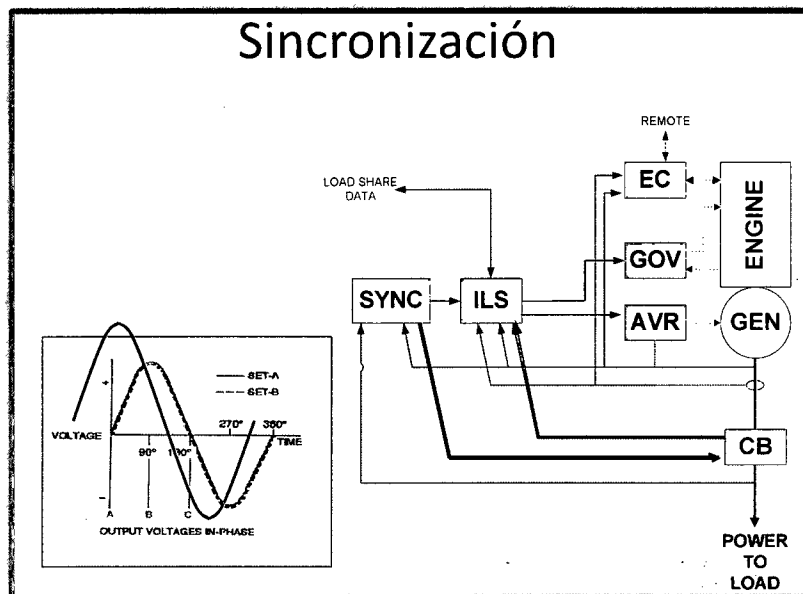 Sincronización
REMOTE
LOAD SHARE
DATA
EC
ENGINE
GOV
SYNC
ILS
AVR
GEN
CB
POWER
TO
LOAD
SET-A
SET-B
+
270°
360°
VOLTAGE
TIME
90°
180°
–
A
B
C
OUTPUT VOLTAGES IN-PHASE